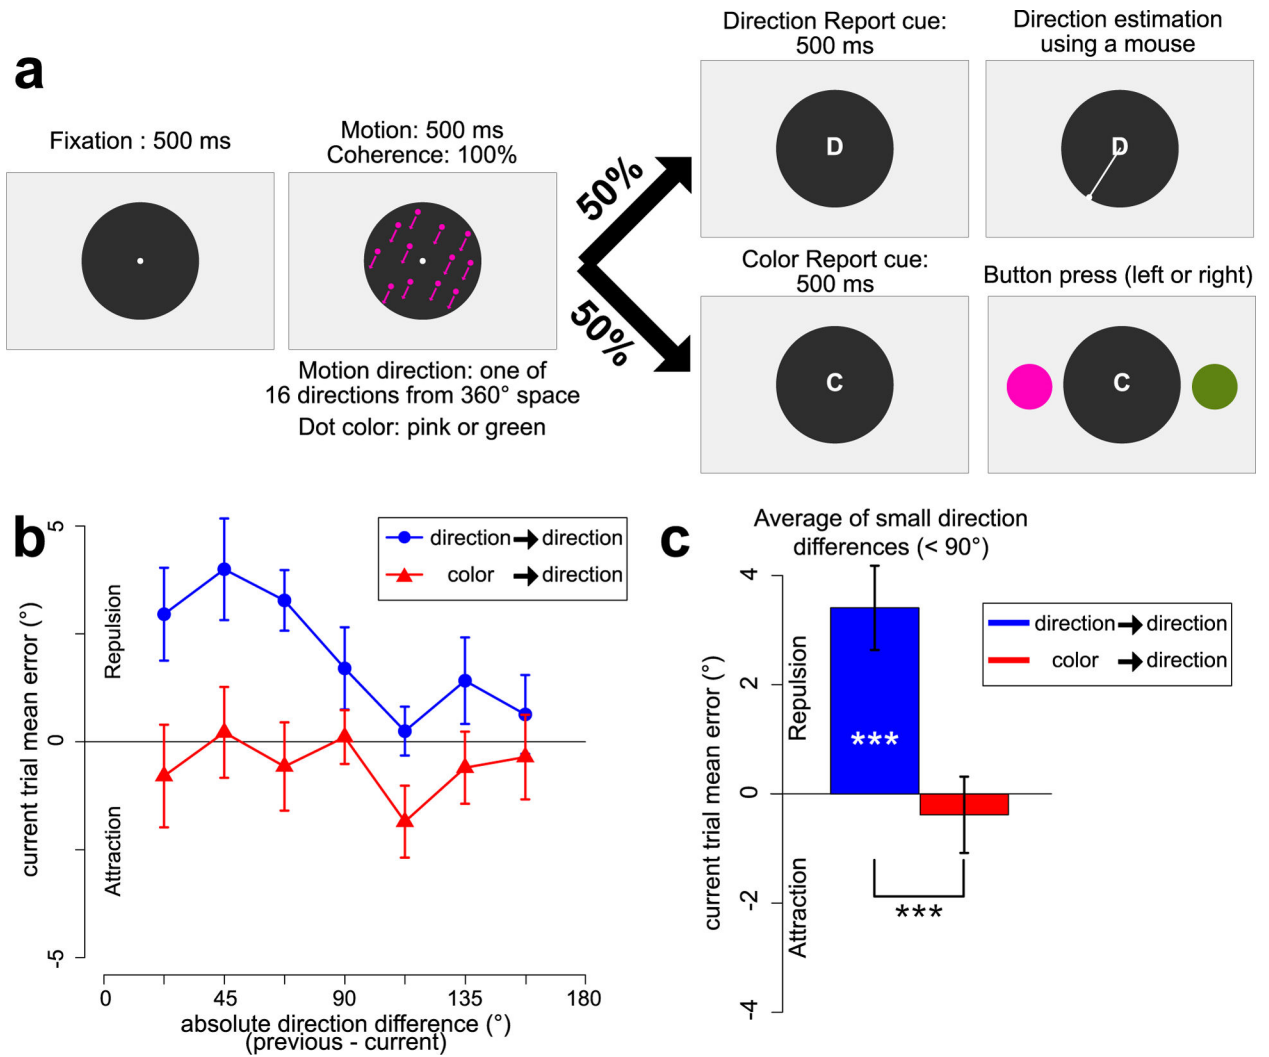 a
Fixation : 500 ms
Motion: 500 ms
Coherence: 100%
Motion direction: one of
16 directions from 360° space
Dot color: pink or green
50%
50%
Direction Report cue:
500 ms
D
Direction estimation
using a mouse
D
Color Report cue:
500 ms
C
Button press (left or right)
C
b
5
0
-5
current trial mean error (°)
Repulsion
Attraction
direction → direction
color → direction
0 45 90 135 180
absolute direction difference (°)
(previous - current)
c
Average of small direction
differences (< 90°)
4
2
0
-2
-4
current trial mean error (°)
Repulsion
Attraction
direction → direction
color → direction
***
***